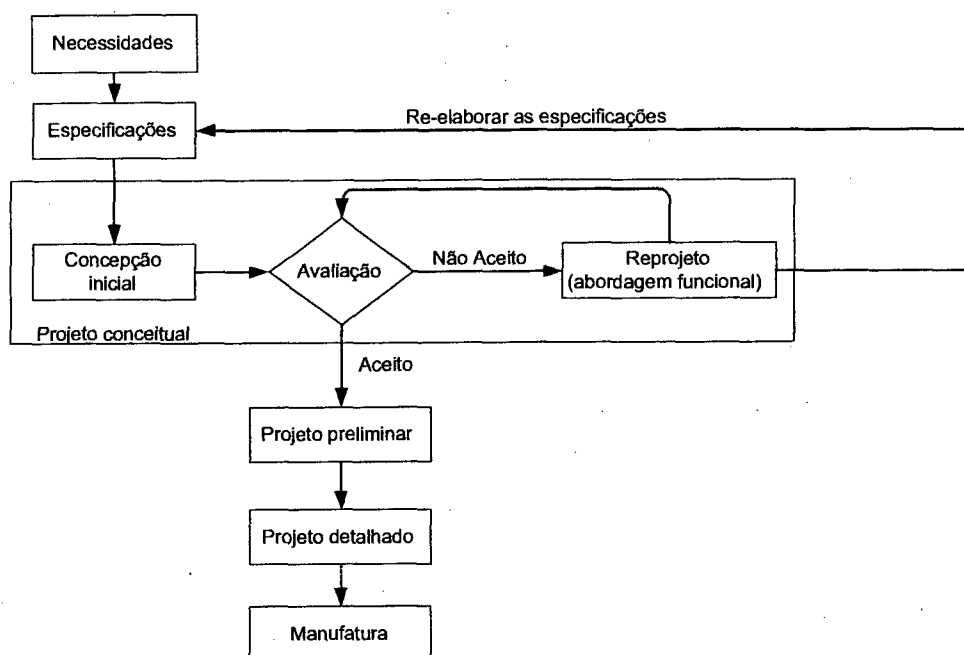 Necessidades
Especificações
Re-elaborar as especificações
Concepção
inicial
Avaliação
Não Aceito
Reprojeto
(abordagem funcional)
Projeto conceitual
Aceito
Projeto preliminar
Projeto detalhado
Manufatura